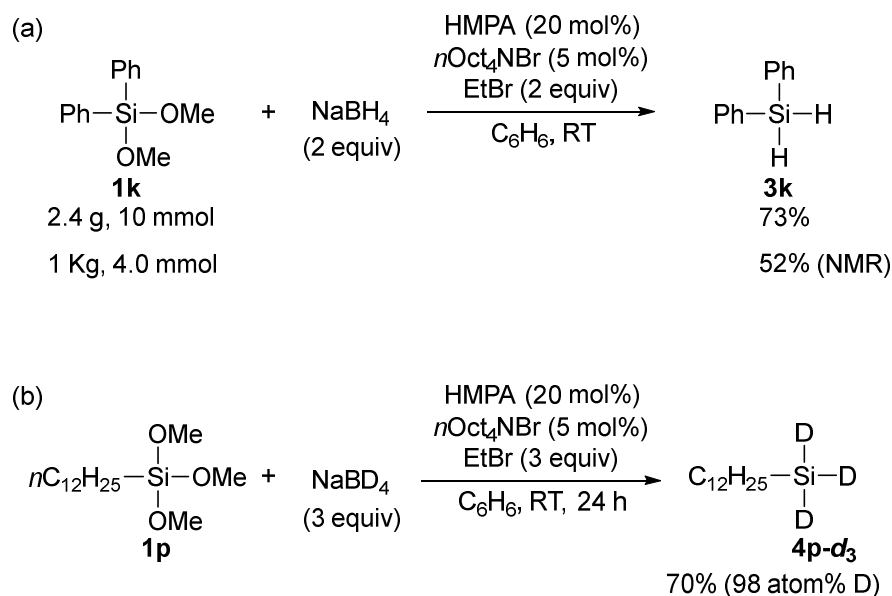 (a)
HMPA (20 mol%)
nOct4NBr (5 mol%)
EtBr (2 equiv)
C6H6, RT
Ph
Ph Si OMe
OMe
+
NaBH4
(2 equiv)
Ph
Ph Si H
H
1k
3k
2.4 g, 10 mmol
73%
1 Kg, 4.0 mmol
52% (NMR)
(b)
HMPA (20 mol%)
nOct4NBr (5 mol%)
EtBr (3 equiv)
C6H6, RT, 24 h
OMe
nC12H25 Si OMe
OMe
+
NaBD4
(3 equiv)
D
C12H25 Si D
D
1p
4p-d3
70% (98 atom% D)